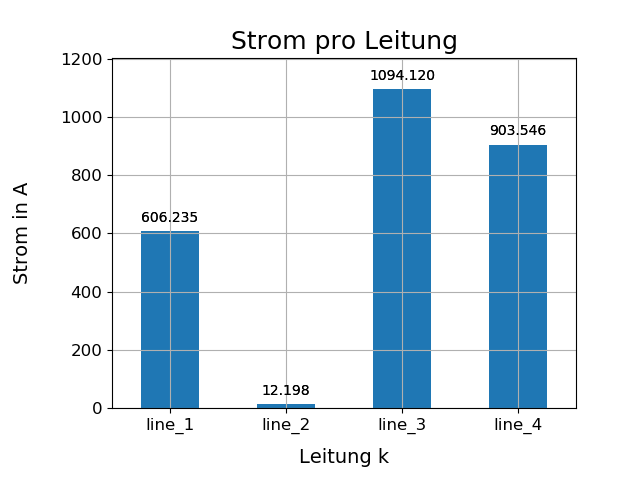 Strom pro Leitung
1200
1000
800
600
400
200
0
Strom in A
606.235
12.198
1094.120
903.546
line_1
line_2
line_3
line_4
Leitung k